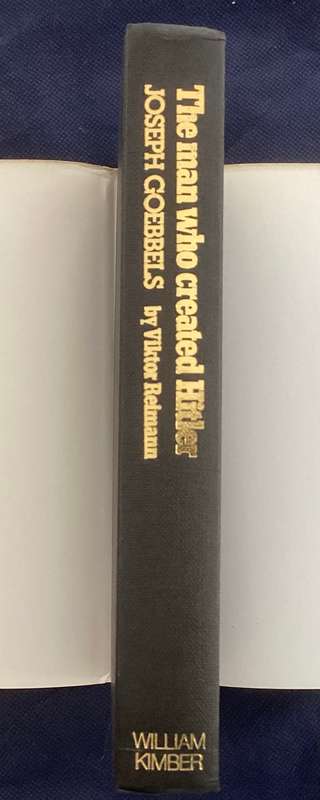 The man who created Hitler
JOSEPH GOEBBELS by Viktor Reimann
WILLIAM
KIMBER